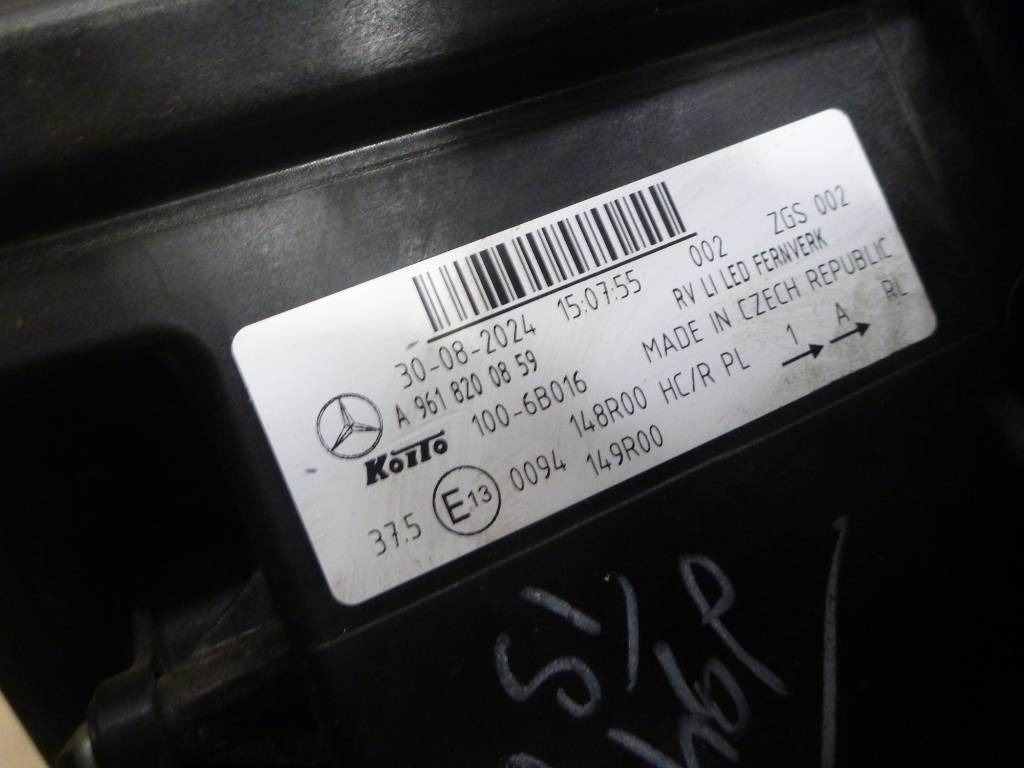 30-08-2024 15:07:55 002 ZGS 002
A 961 820 08 59 RV LI LED FERNVERK
KOITO 100-6B016 MADE IN CZECH REPUBLIC
37.5 E13 0094 148R00 HC/R PL 1 A RL
149R00
SY